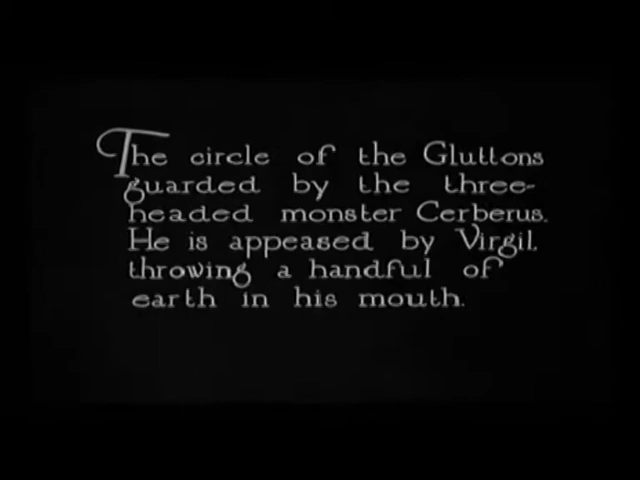 The circle of the Gluttons
guarded by the three-
headed monster Cerberus.
He is appeased by Virgil,
throwing a handful of
earth in his mouth.